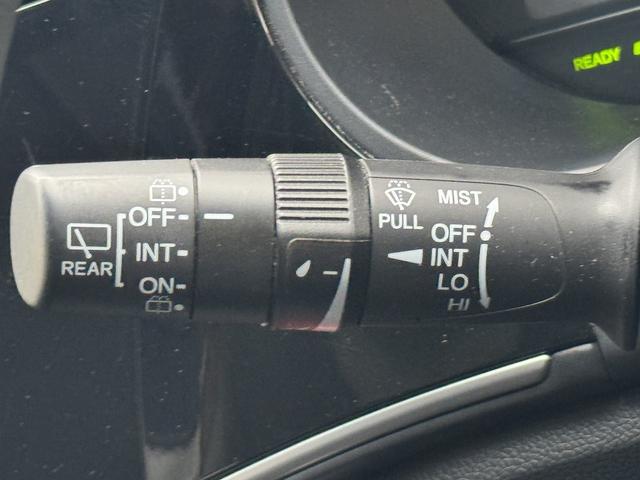 READY
OFF
INT
ON
REAR
PULL
MIST
OFF
INT
LO
HI